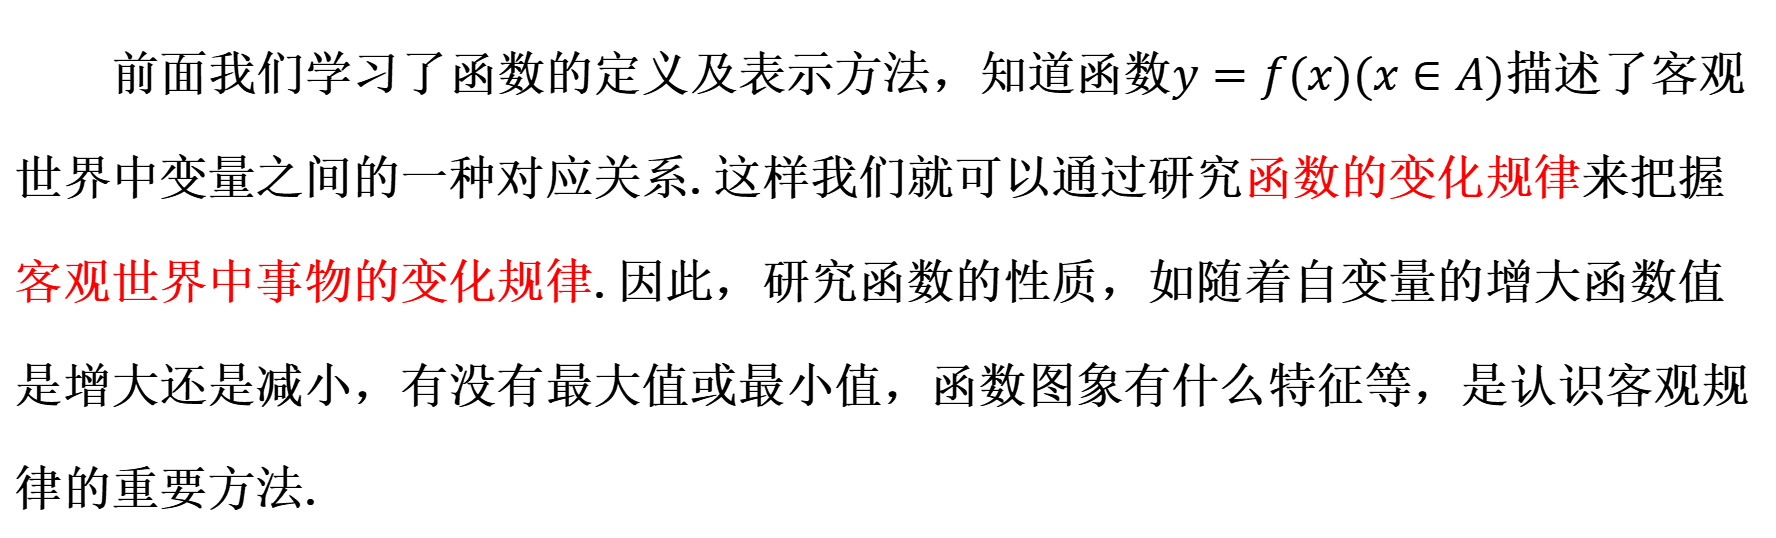 前面我们学习了函数的定义及表示方法，知道函数y = f(x)(x ∈ A)描述了客观
世界中变量之间的一种对应关系. 这样我们就可以通过研究函数的变化规律来把握
客观世界中事物的变化规律. 因此，研究函数的性质，如随着自变量的增大函数值
是增大还是减小，有没有最大值或最小值，函数图象有什么特征等，是认识客观规
律的重要方法.